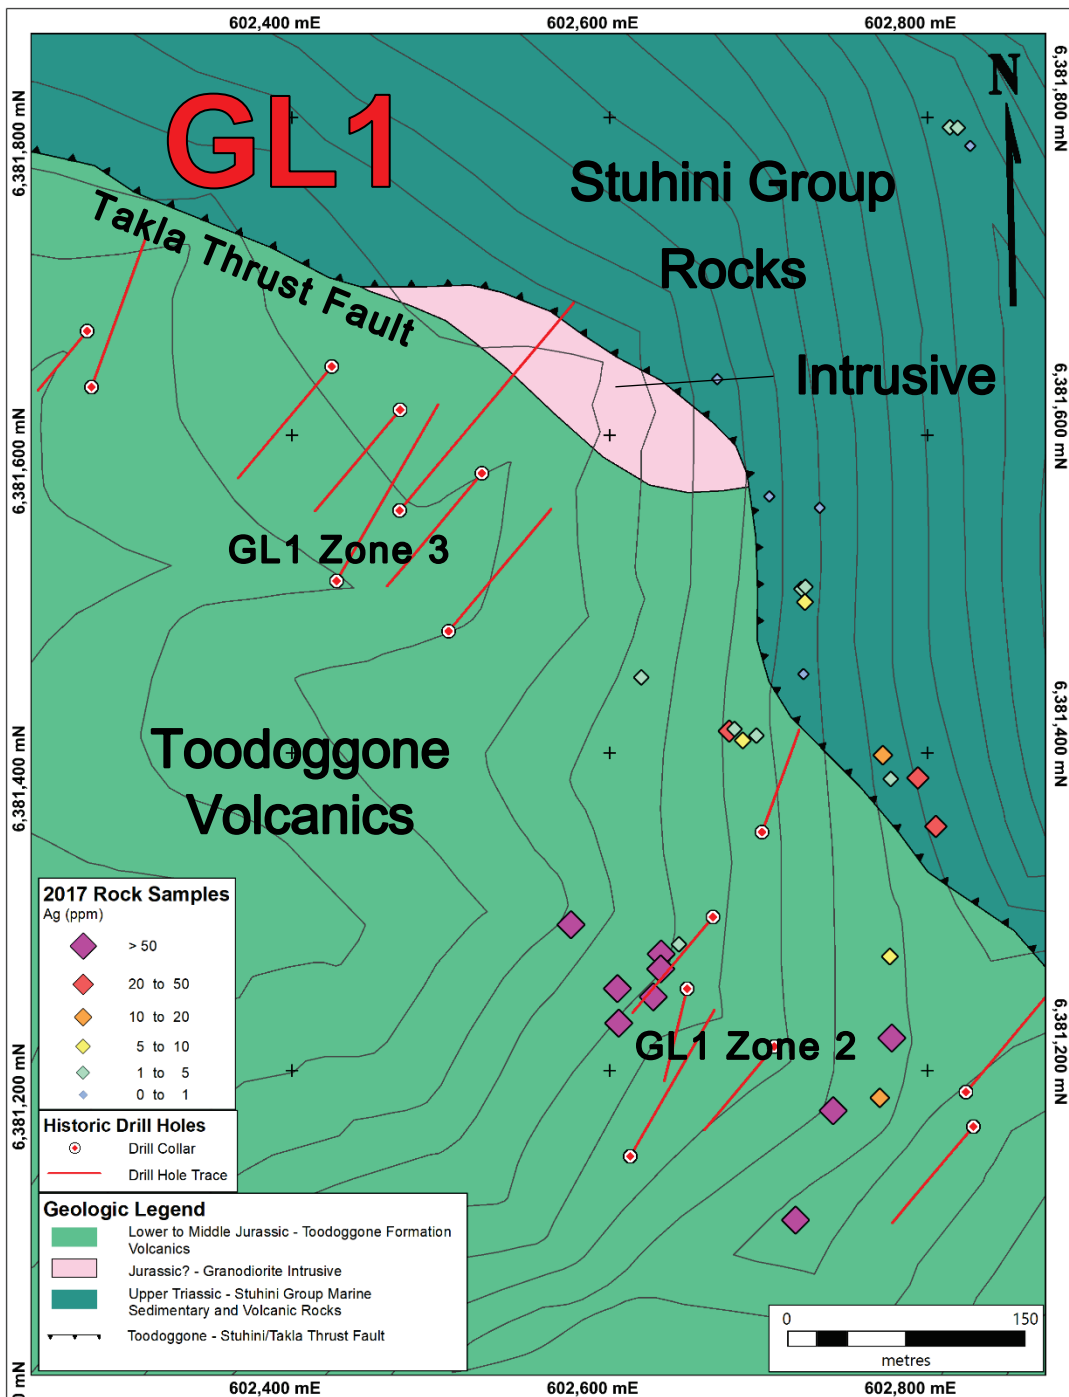 602,400 mE
602,600 mE
602,800 mE
6,381,800 mN
6,381,800 mN
N
GL1
Stuhini Group
Rocks
Takla Thrust Fault
Intrusive
6,381,600 mN
6,381,600 mN
GL1 Zone 3
Toodoggone
Volcanics
6,381,400 mN
6,381,400 mN
GL1 Zone 2
6,381,200 mN
6,381,200 mN
2017 Rock Samples
Ag (ppm)
> 50
20 to 50
10 to 20
5 to 10
1 to 5
0 to 1
Historic Drill Holes
Drill Collar
Drill Hole Trace
Geologic Legend
Lower to Middle Jurassic - Toodoggone Formation
Volcanics
Jurassic? - Granodiorite Intrusive
Upper Triassic - Stuhini Group Marine
Sedimentary and Volcanic Rocks
Toodoggone - Stuhini/Takla Thrust Fault
0 150
metres
0 mN
602,400 mE
602,600 mE
602,800 mE